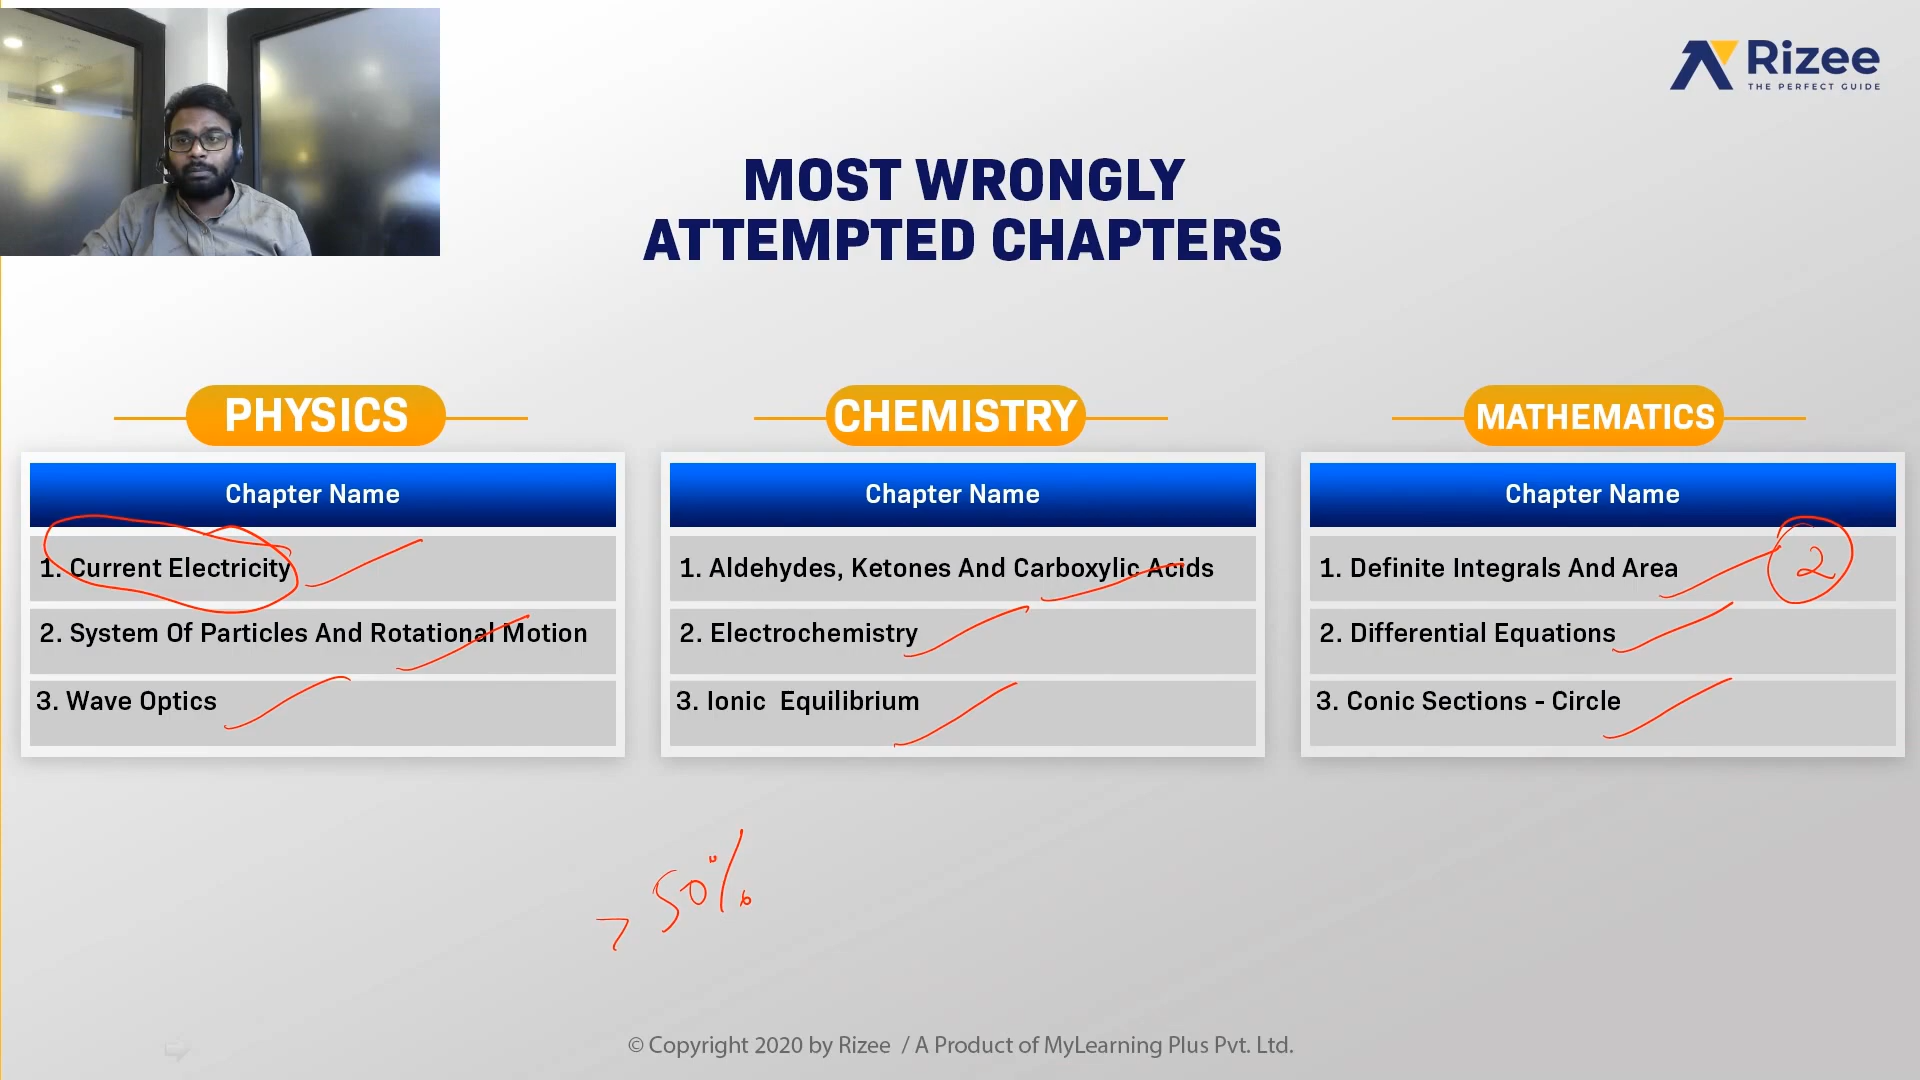 Rizee
THE PERFECT GUIDE
MOST WRONGLY
ATTEMPTED CHAPTERS
PHYSICS
Chapter Name
1. Current Electricity
2. System Of Particles And Rotational Motion
3. Wave Optics
CHEMISTRY
Chapter Name
1. Aldehydes, Ketones And Carboxylic Acids
2. Electrochemistry
3. Ionic Equilibrium
MATHEMATICS
Chapter Name
1. Definite Integrals And Area
2
2. Differential Equations
3. Conic Sections - Circle
> 50%
© Copyright 2020 by Rizee / A Product of MyLearning Plus Pvt. Ltd.